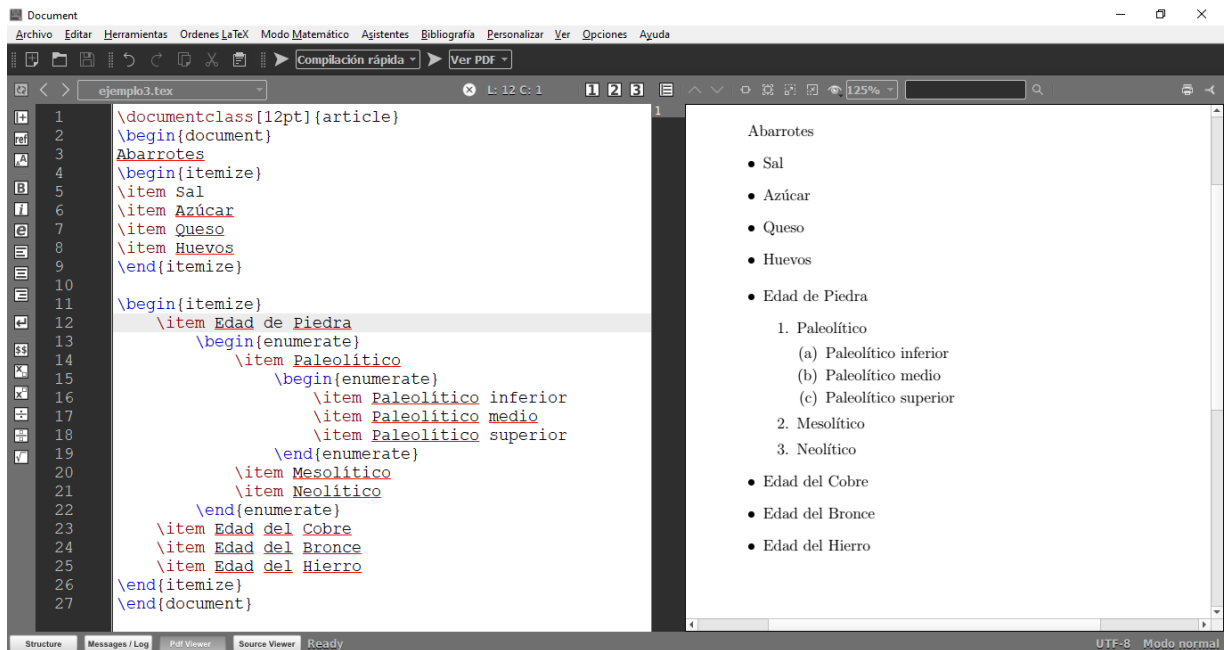 Document
Archivo Editar Herramientas Ordenes LaTeX Modo Matemático Asistentes Bibliografía Personalizar Ver Opciones Ayuda
Compilación rápida Ver PDF
ejemplo3.tex L: 12 C: 1 1 2 3 125%
1 \documentclass[12pt]{article}
2 \begin{document}
3 Abarrotes
4 \begin{itemize}
5 \item Sal
6 \item Azúcar
7 \item Queso
8 \item Huevos
9 \end{itemize}
10
11 \begin{itemize}
12 \item Edad de Piedra
13 \begin{enumerate}
14 \item Paleolítico
15 \begin{enumerate}
16 \item Paleolítico inferior
17 \item Paleolítico medio
18 \item Paleolítico superior
19 \end{enumerate}
20 \item Mesolítico
21 \item Neolítico
22 \end{enumerate}
23 \item Edad del Cobre
24 \item Edad del Bronce
25 \item Edad del Hierro
26 \end{itemize}
27 \end{document}
1
Abarrotes
• Sal
• Azúcar
• Queso
• Huevos
• Edad de Piedra
1. Paleolítico
(a) Paleolítico inferior
(b) Paleolítico medio
(c) Paleolítico superior
2. Mesolítico
3. Neolítico
• Edad del Cobre
• Edad del Bronce
• Edad del Hierro
Structure Messages / Log Pdf Viewer Source Viewer Ready UTF-8 Modo normal